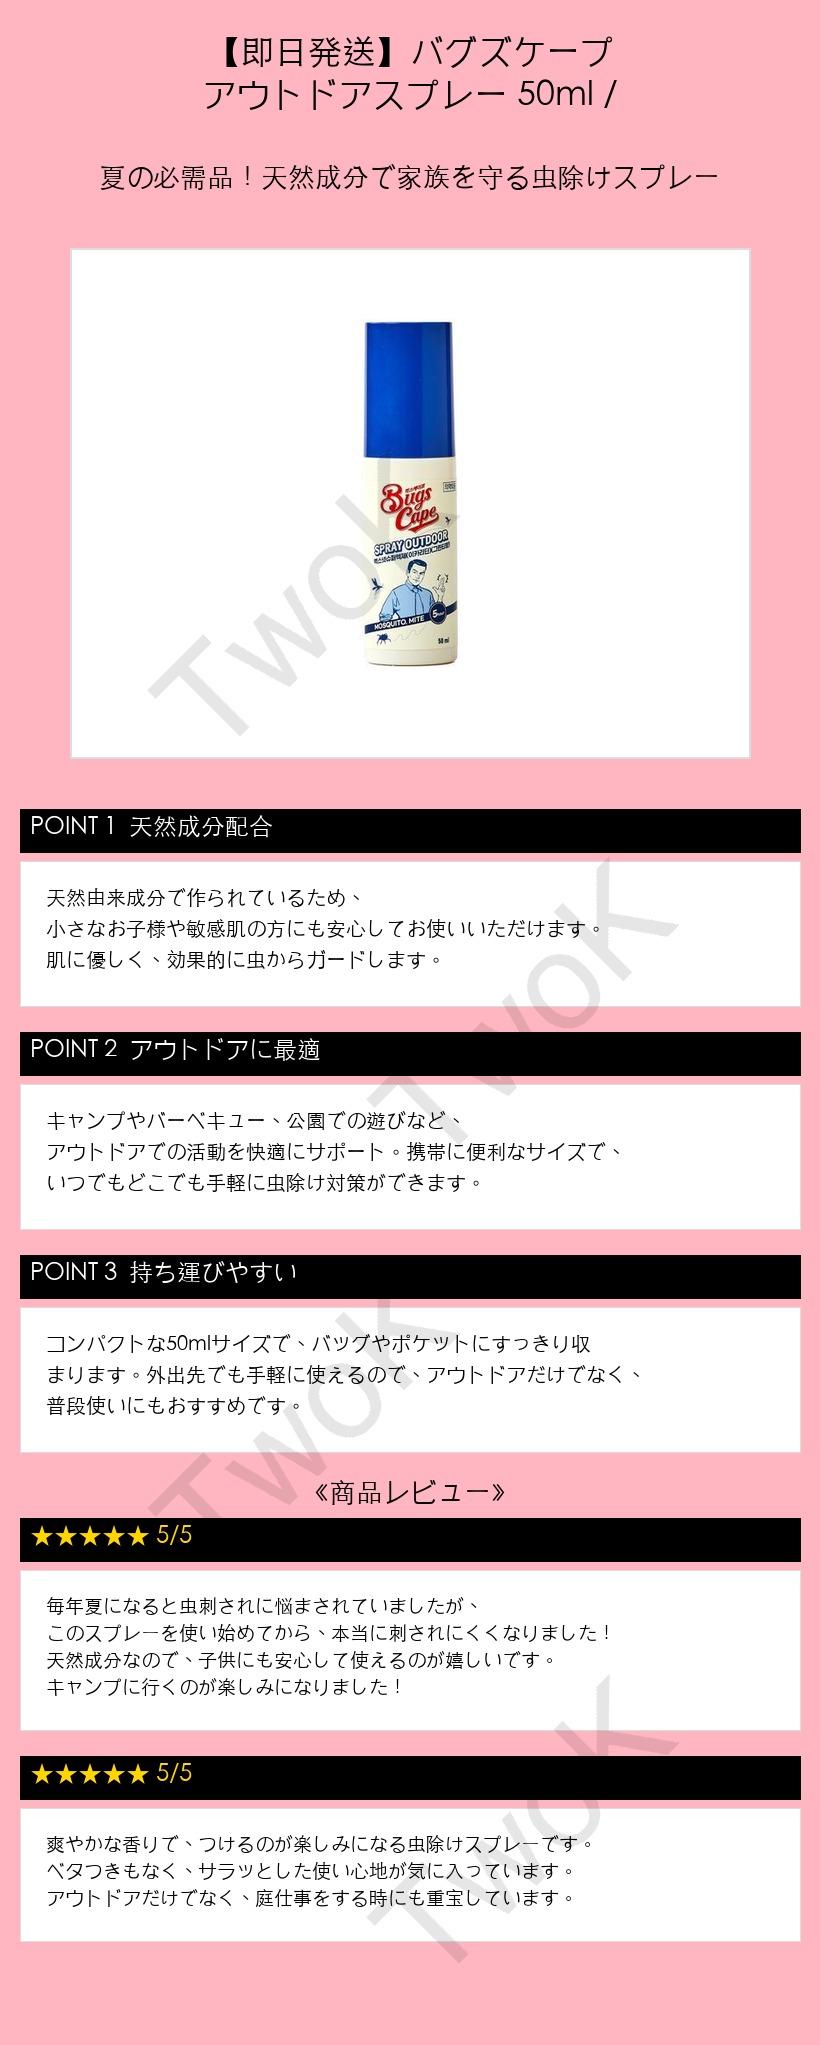 【即日発送】バグズケープ
アウトドアスプレー 50ml /
夏の必需品！天然成分で家族を守る虫除けスプレー
Bugs
Cape
SPRAY OUTDOOR
MOSQUITO, MITE
50 ml
TwoK
POINT 1 天然成分配合
天然由来成分で作られているため、
小さなお子様や敏感肌の方にも安心してお使いいただけます。
肌に優しく、効果的に虫からガードします。
TwoK
POINT 2 アウトドアに最適
キャンプやバーベキュー、公園での遊びなど、
アウトドアでの活動を快適にサポート。携帯に便利なサイズで、
いつでもどこでも手軽に虫除け対策ができます。
POINT 3 持ち運びやすい
コンパクトな50mlサイズで、バッグやポケットにすっきり収
まります。外出先でも手軽に使えるので、アウトドアだけでなく、
普段使いにもおすすめです。
TwoK
《商品レビュー》
★★★★★ 5/5
毎年夏になると虫刺されに悩まされていましたが、
このスプレーを使い始めてから、本当に刺されにくくなりました！
天然成分なので、子供にも安心して使えるのが嬉しいです。
キャンプに行くのが楽しみになりました！
★★★★★ 5/5
爽やかな香りで、つけるのが楽しみになる虫除けスプレーです。
ベタつきもなく、サラッとした使い心地が気に入っています。
アウトドアだけでなく、庭仕事をする時にも重宝しています。
TwoK